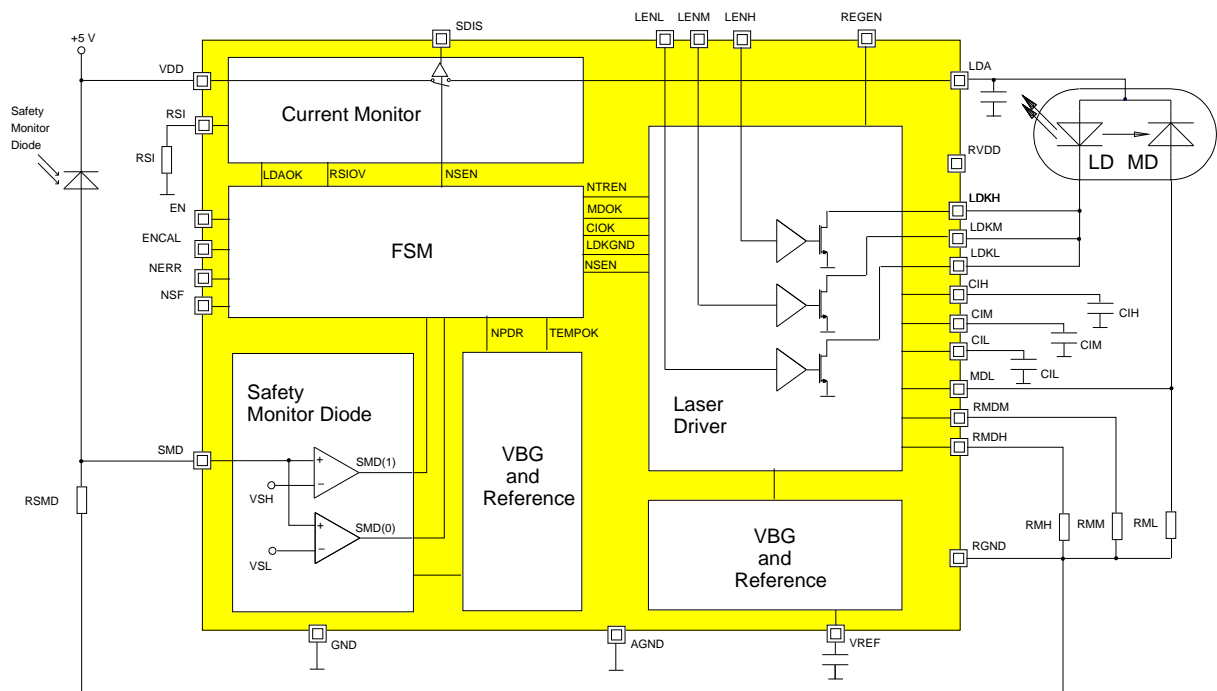 SDIS
LENL
LENM
LENH
REGEN
+5 V
VDD
LDA
Safety
Monitor
Diode
RSI
Current Monitor
RSI
LD MD
RVDD
LDAOK
RSIOV
NSEN
NTREN
MDOK
CIOK
LDKGND
NSEN
EN
ENCAL
NERR
NSF
FSM
LDKH
LDKM
LDKL
CIH
CIM
CIL
MDL
RMDM
RMDH
CIH
CIM
CIL
NPDR
TEMPOK
Safety
Monitor Diode
Laser
Driver
SMD
+
-
SMD(1)
VSH
+
-
SMD(0)
VSL
VBG
and
Reference
RSMD
VBG
and
Reference
RMH
RMM
RML
RGND
GND
AGND
VREF